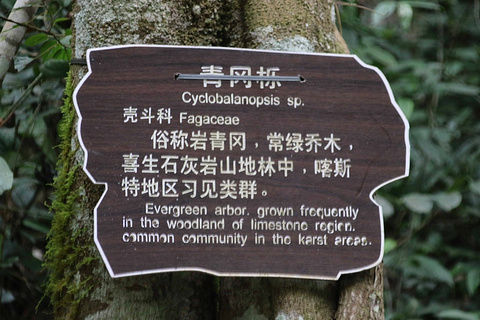 青冈栎
Cyclobalanopsis sp.
壳斗科 Fagaceae
俗称岩青冈，常绿乔木，
喜生石灰岩山地林中，喀斯
特地区习见类群。
Evergreen arbor. grown frequently
in the woodland of limestone region.
common community in the karst areas.